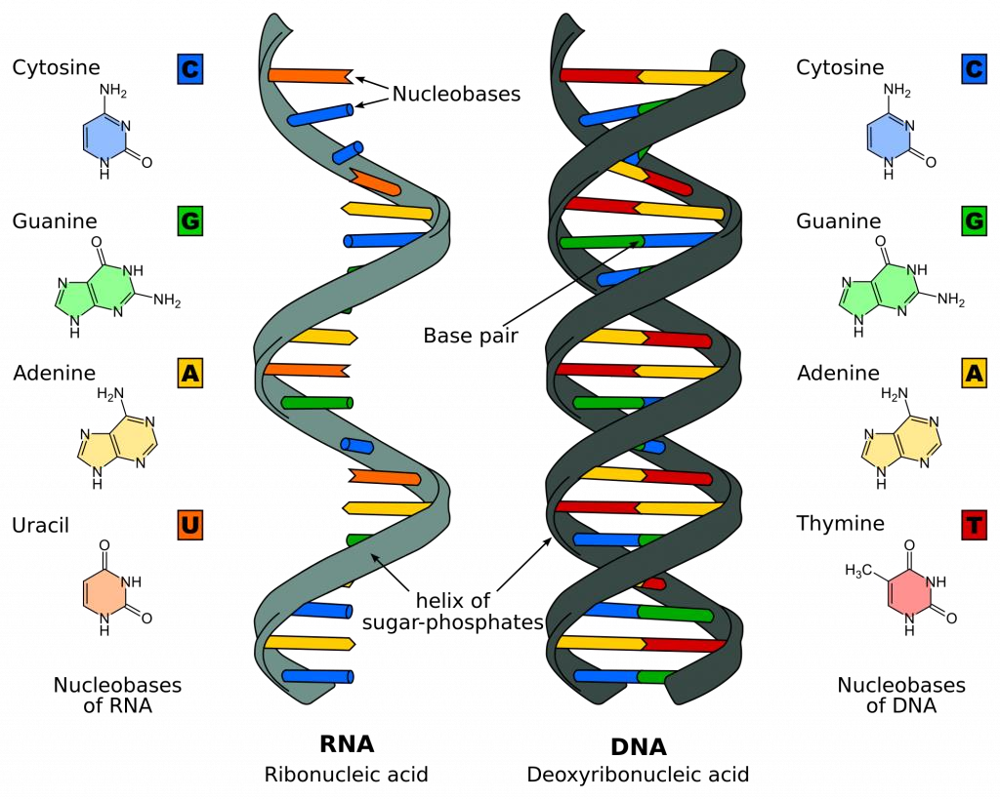 Cytosine
C
NH₂
N
N
H
O
Guanine
G
O
N
NH
N
H
N
NH₂
Adenine
A
H₂N
N
N
N
H
N
Uracil
U
O
NH
N
H
O
Nucleobases
of RNA
Nucleobases
Base pair
helix of
sugar-phosphates
RNA
Ribonucleic acid
DNA
Deoxyribonucleic acid
Cytosine
C
NH₂
N
N
H
O
Guanine
G
O
N
NH
N
H
N
NH₂
Adenine
A
H₂N
N
N
N
H
N
Thymine
T
O
H₃C
NH
N
H
O
Nucleobases
of DNA